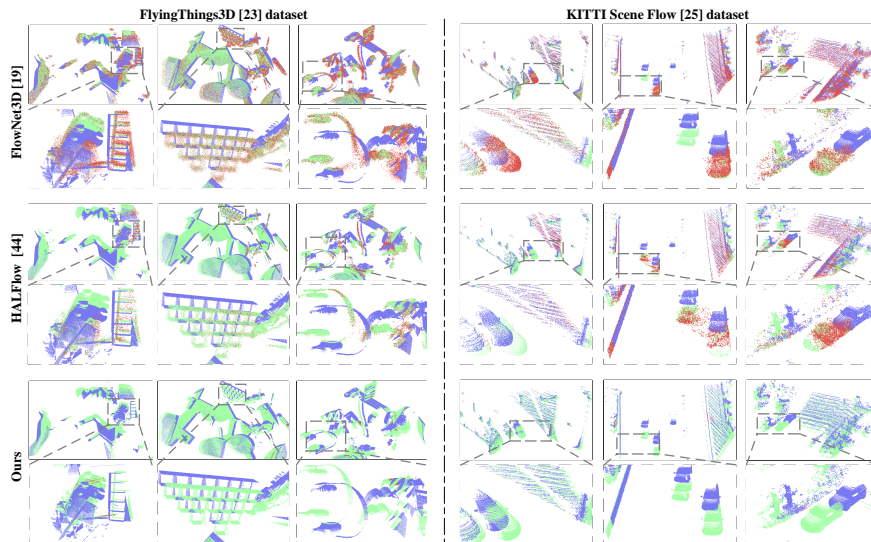 FlyingThings3D [23] dataset
KITTI Scene Flow [25] dataset
FlowNet3D [19]
HALFlow [44]
Ours